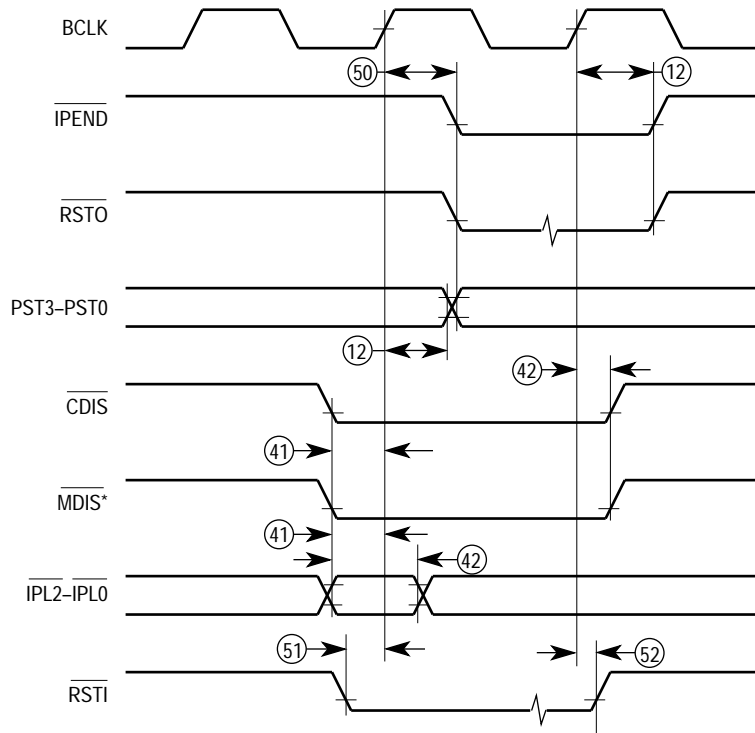 BCLK
50
12
IPEND
RSTO
PST3–PST0
12
42
CDIS
41
MDIS*
41
42
IPL2–IPL0
51
52
RSTI